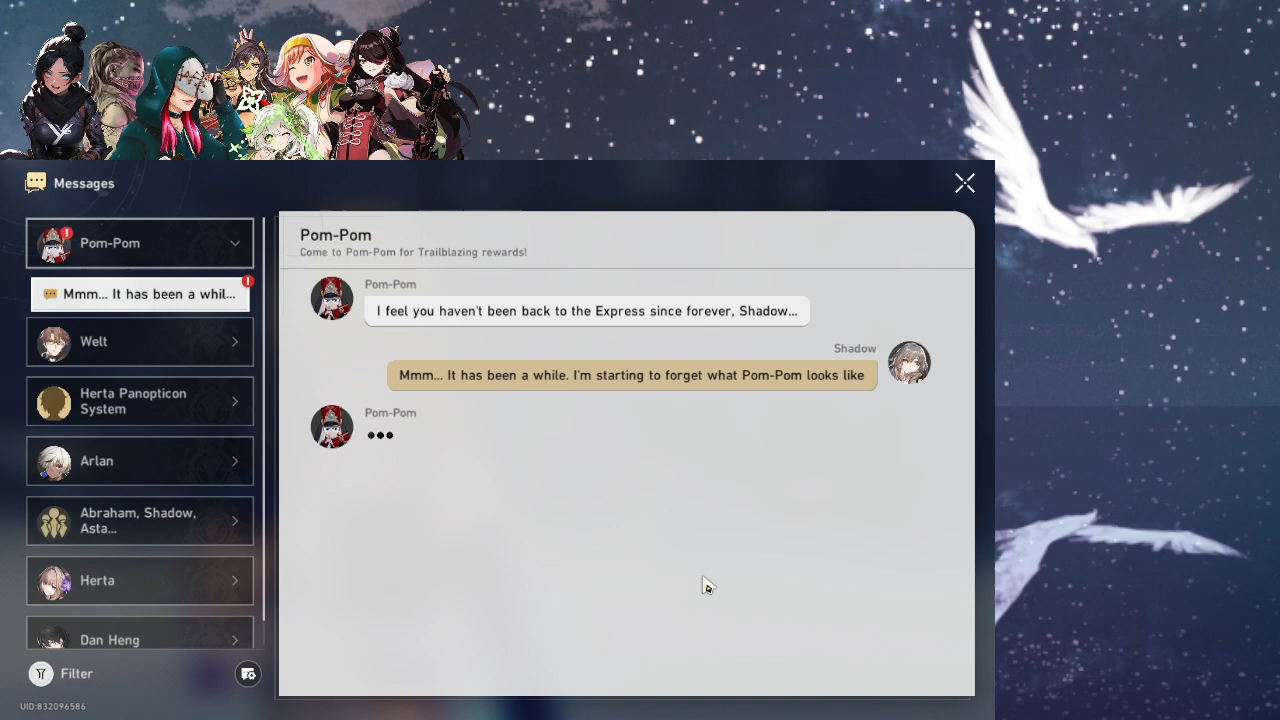 Messages
Pom-Pom
Mmm... It has been a whil...
Welt
Herta Panopticon
System
Arlan
Abraham, Shadow,
Asta...
Herta
Dan Heng
Filter
UID:832096586
Pom-Pom
Come to Pom-Pom for Trailblazing rewards!
Pom-Pom
I feel you haven't been back to the Express since forever, Shadow...
Shadow
Mmm... It has been a while. I'm starting to forget what Pom-Pom looks like
Pom-Pom